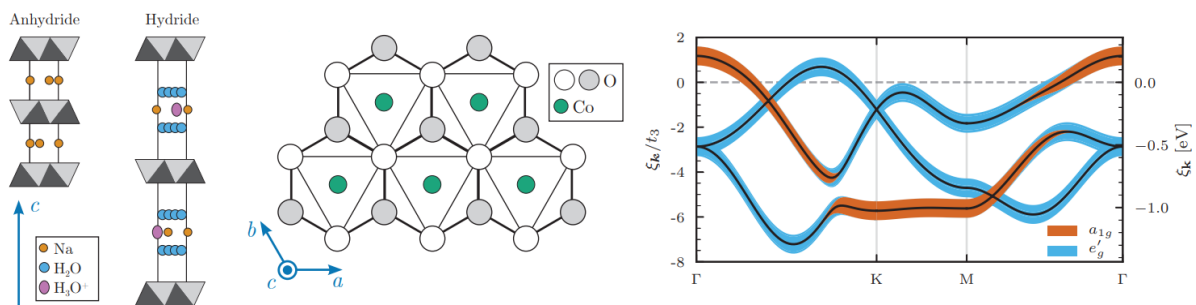 Anhydride
Hydride
c
Na
H₂O
H₃O⁺
O
Co
b
c
a
ξₖ/t₃
2
0
-2
-4
-6
-8
Γ
K
M
Γ
a₁g
e′g
0.0
−0.5
−1.0
ξₖ [eV]